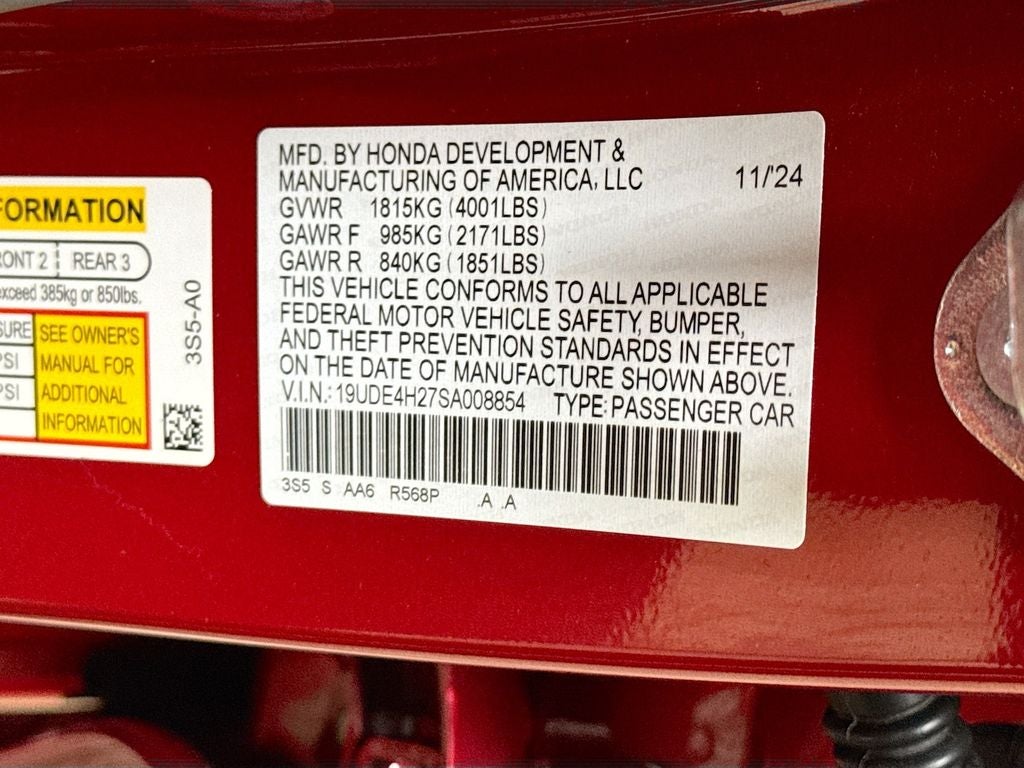 FORMATION
FRONT 2 REAR 3
exceed 385kg or 850lbs.
SEE OWNER'S
PSI MANUAL FOR
PSI ADDITIONAL
INFORMATION
3S5-A0
MFD. BY HONDA DEVELOPMENT &
MANUFACTURING OF AMERICA, LLC 11/'24
GVWR 1815KG (4001LBS)
GAWR F 985KG (2171LBS)
GAWR R 840KG (1851LBS)
THIS VEHICLE CONFORMS TO ALL APPLICABLE
FEDERAL MOTOR VEHICLE SAFETY, BUMPER,
AND THEFT PREVENTION STANDARDS IN EFFECT
ON THE DATE OF MANUFACTURE SHOWN ABOVE.
V.I.N.: 19UDE4H27SA008854 TYPE: PASSENGER CAR
3S5 S AA6 R568P .A .A